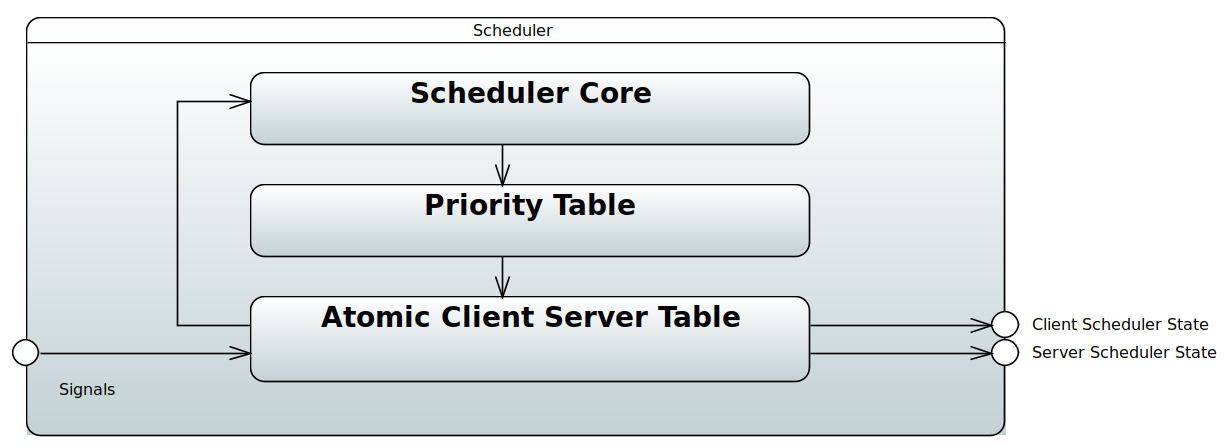 Scheduler
Scheduler Core
Priority Table
Atomic Client Server Table
Client Scheduler State
Server Scheduler State
Signals